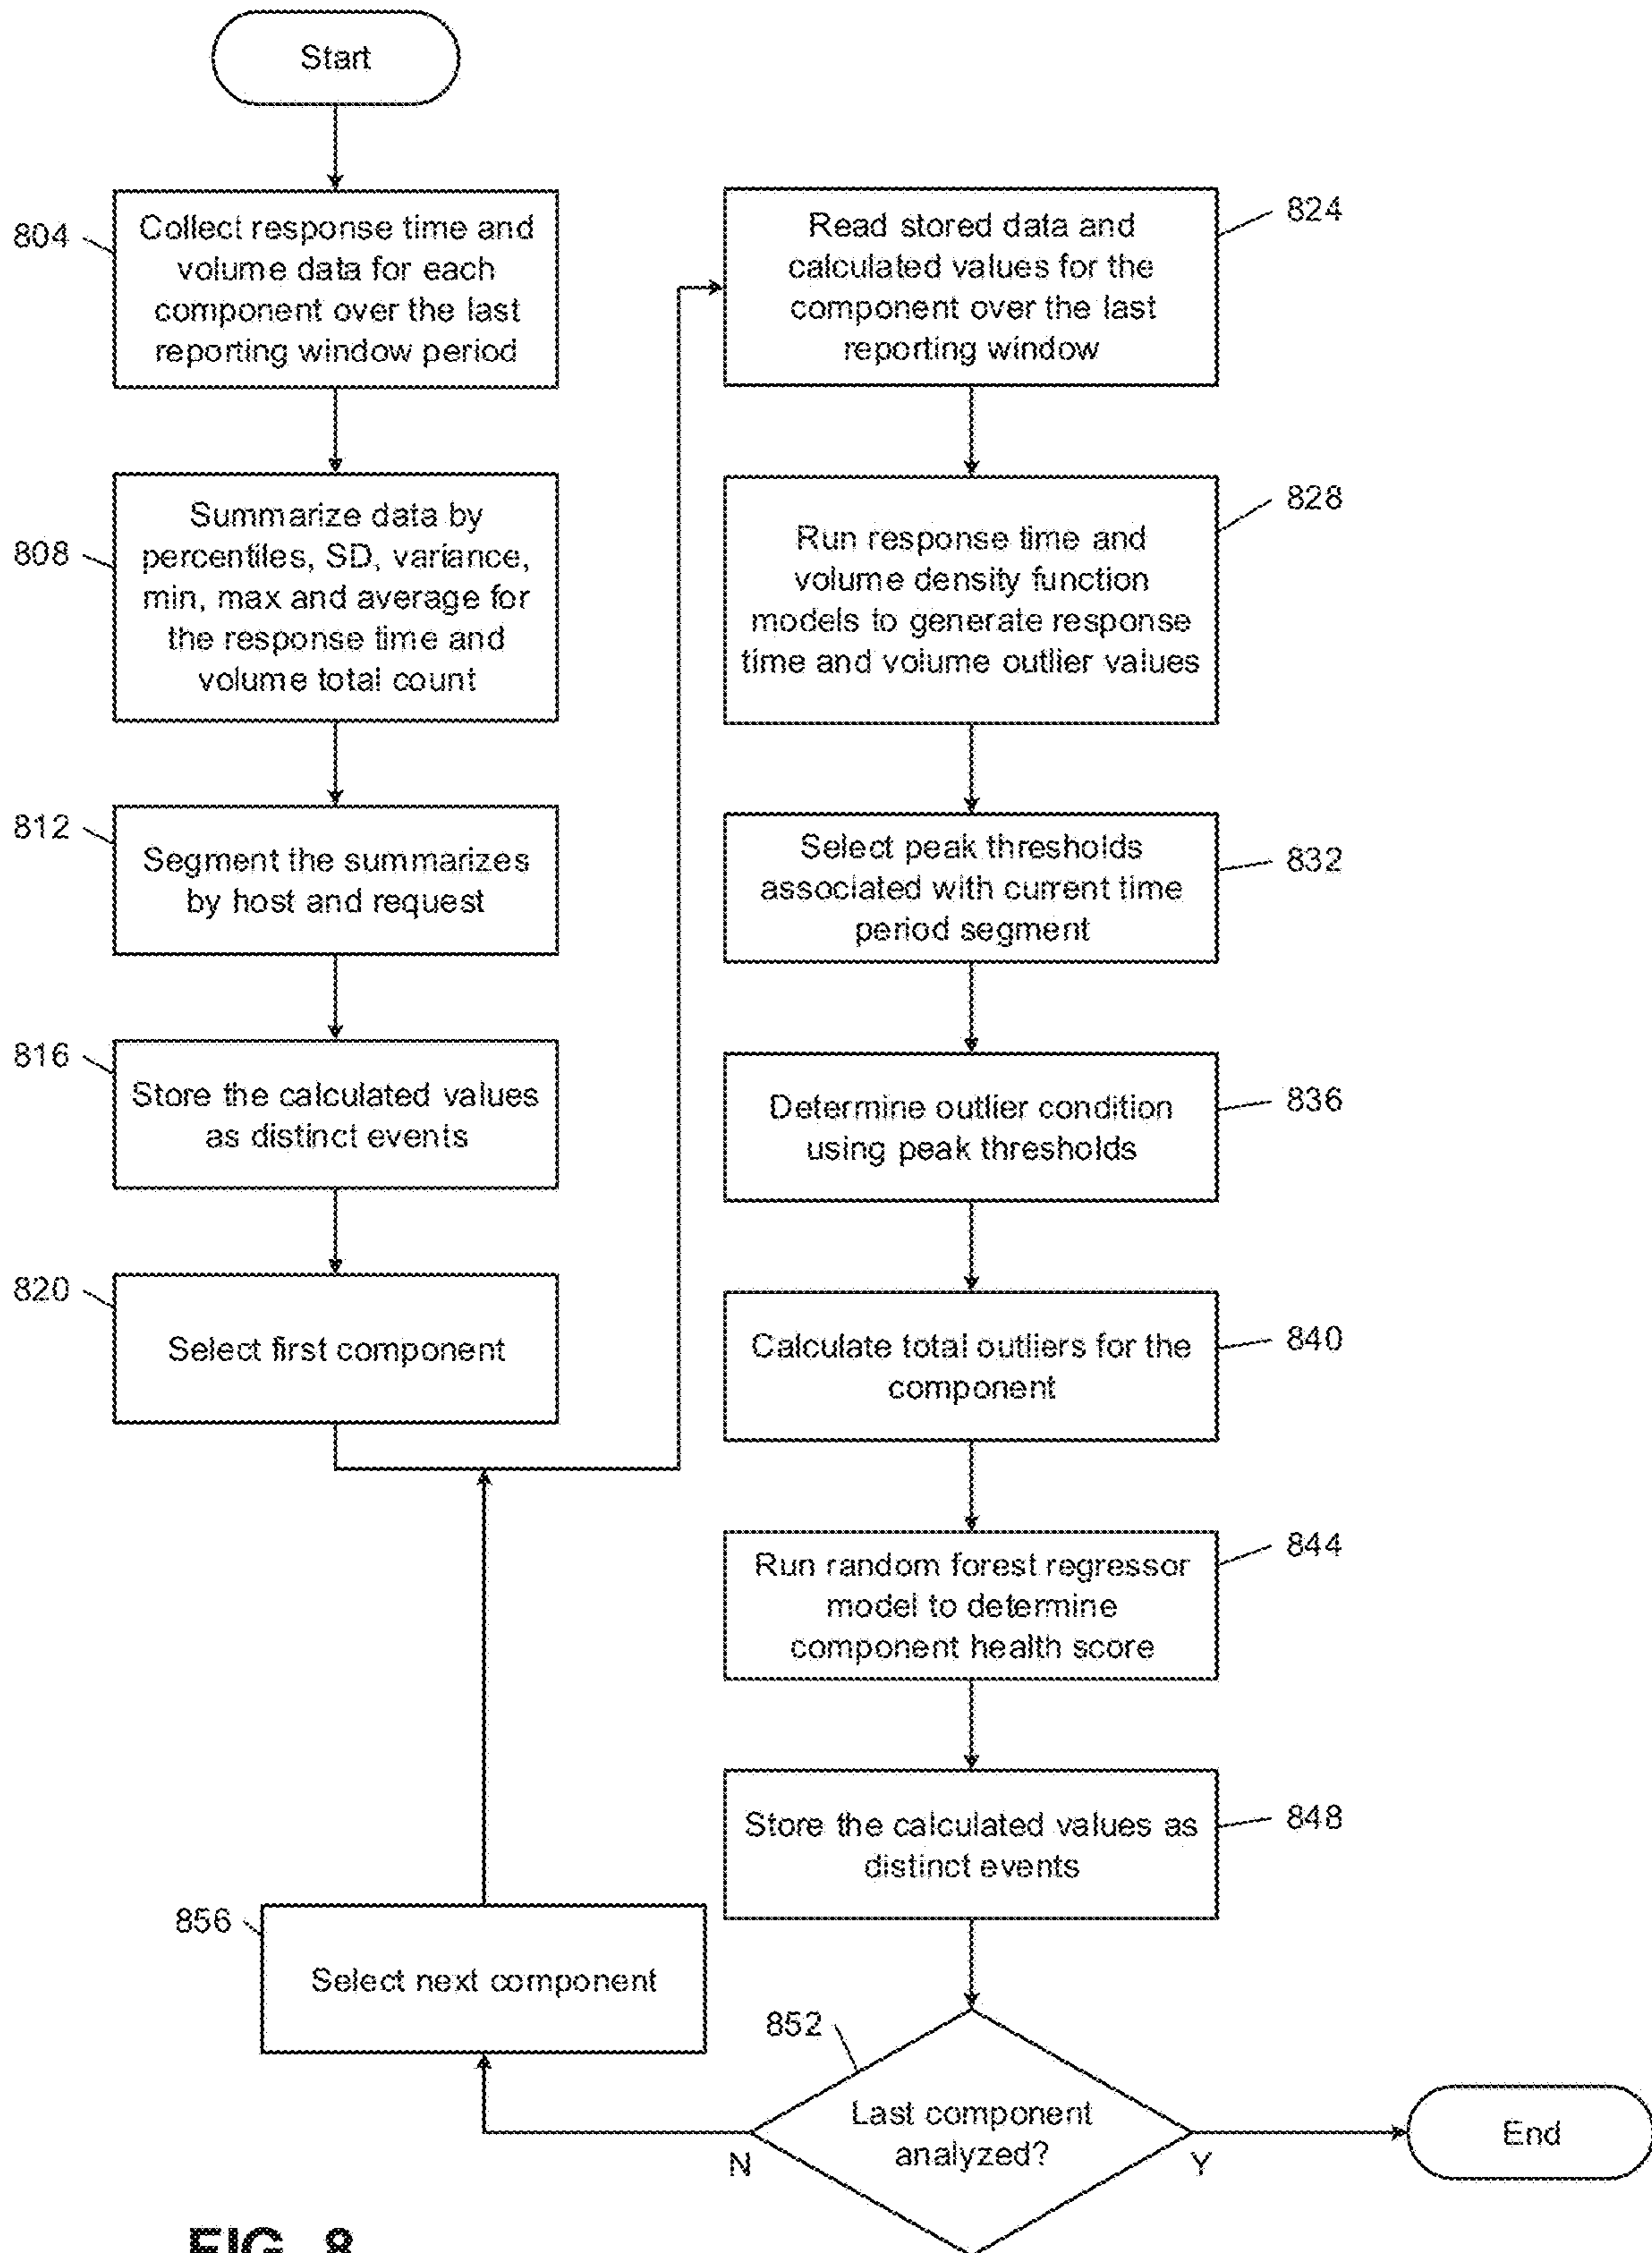 Start
804
Collect response time and
volume data for each
component over the last
reporting window period
808
Summarize data by
percentiles, SD, variance,
min, max and average for
the response time and
volume total count
812
Segment the summarizes
by host and request
816
Store the calculated values
as distinct events
820
Select first component
824
Read stored data and
calculated values for the
component over the last
reporting window
828
Run response time and
volume density function
models to generate response
time and volume outlier values
832
Select peak thresholds
associated with current time
period segment
836
Determine outlier condition
using peak thresholds
840
Calculate total outliers for the
component
844
Run random forest regressor
model to determine
component health score
848
Store the calculated values as
distinct events
852
Last component
analyzed?
N
Y
856
Select next component
End
FIG. 8